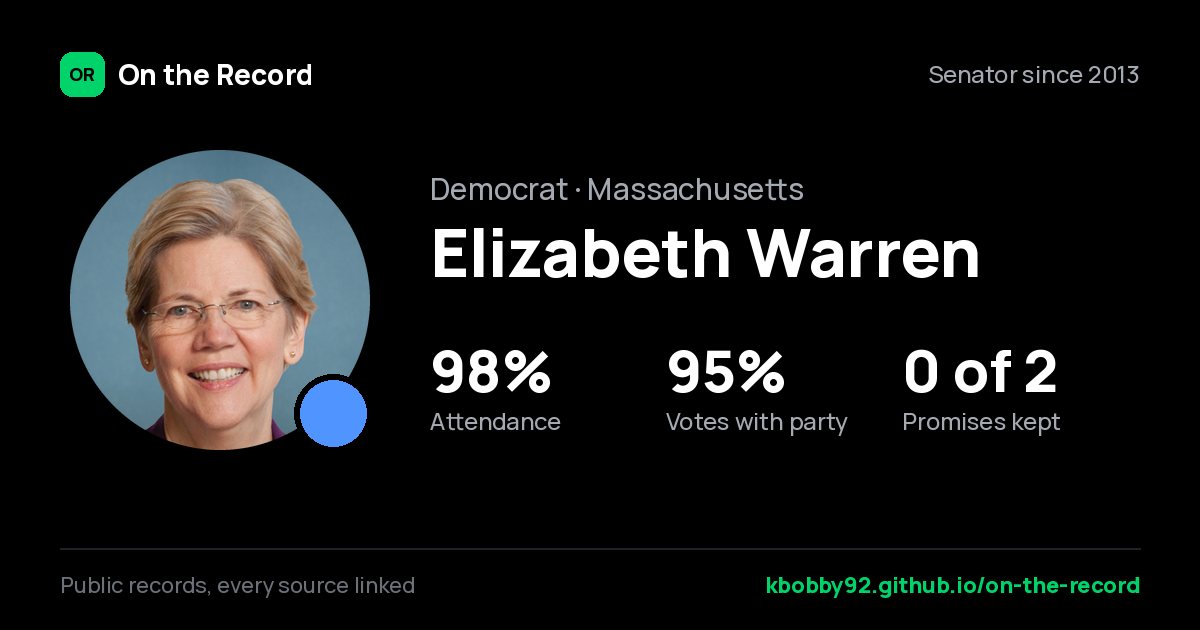 OR On the Record
Senator since 2013
Democrat · Massachusetts
Elizabeth Warren
98% 95% 0 of 2
Attendance Votes with party Promises kept
Public records, every source linked
kbobby92.github.io/on-the-record